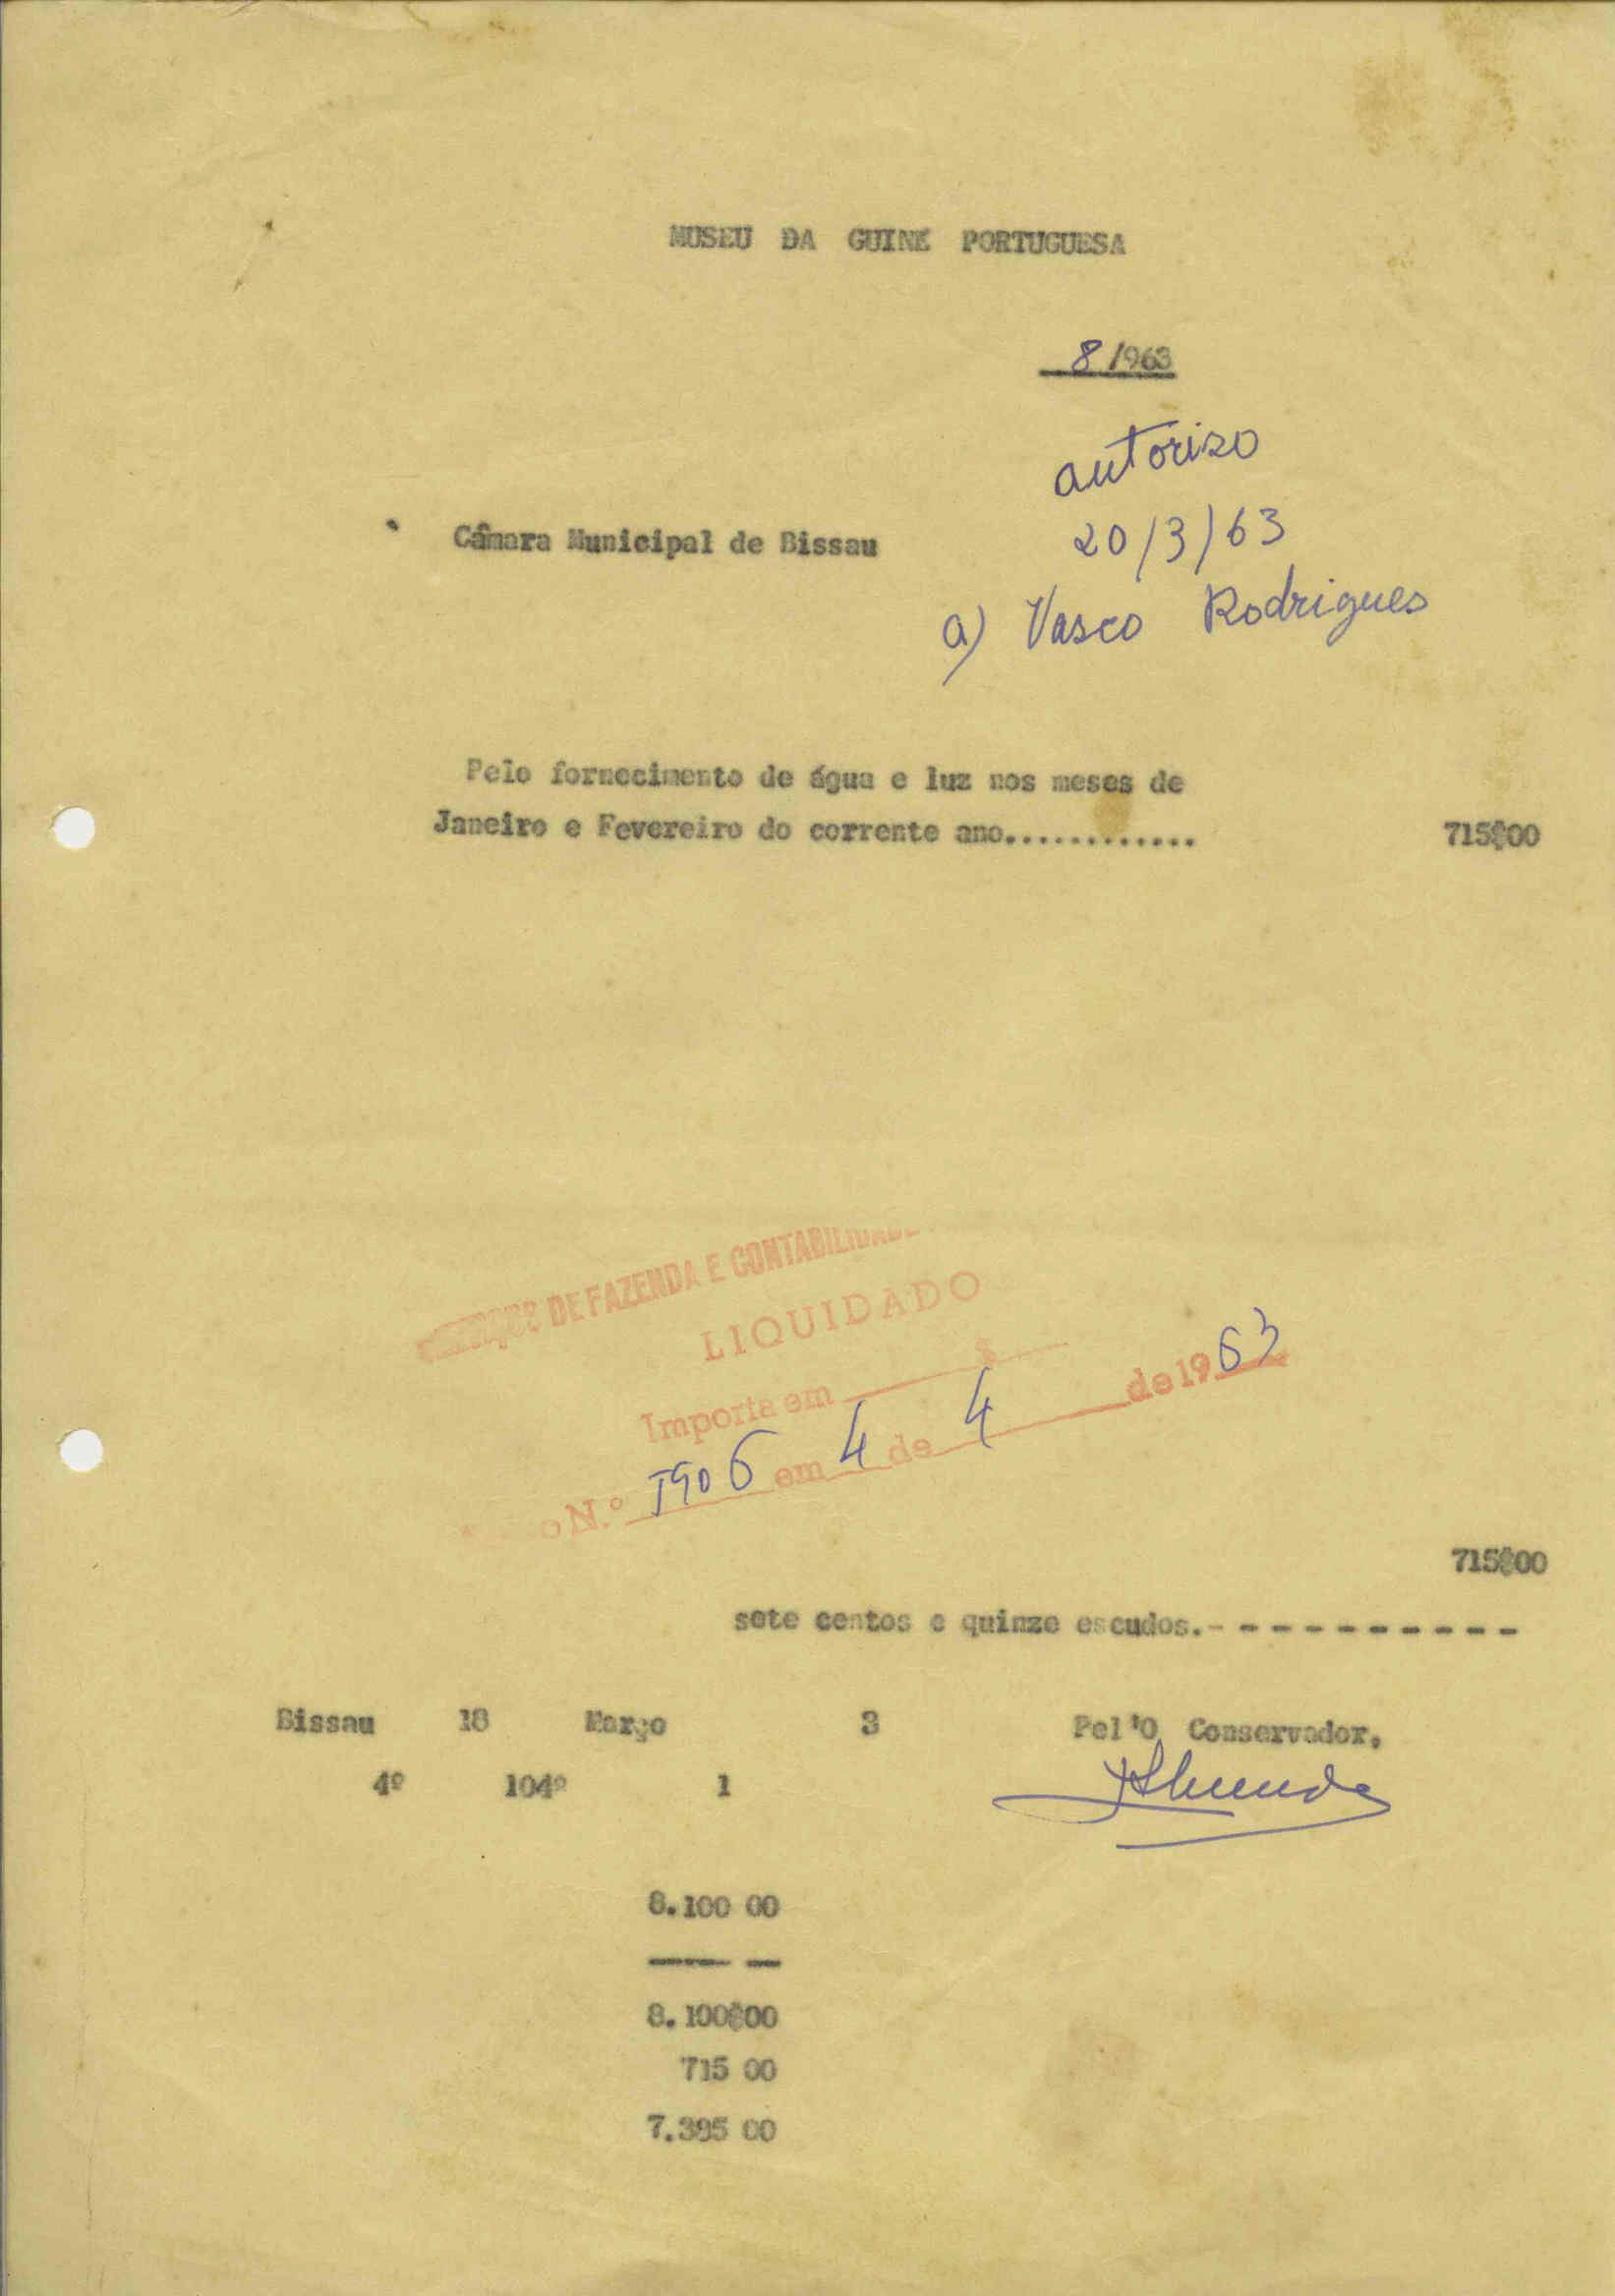 MUSEU DA GUINÉ PORTUGUESA
8/963
autoriso
20/3/63
Câmara Municipal de Bissau
a) Vasco Rodrigues
Pelo fornecimento de água e luz nos meses de
Janeiro e Fevereiro do corrente ano............ 715$00
DE FAZENDA E CONTABILIDADE
LIQUIDADO
Importa em $
N.º 1906 em 4 de 4 de 1963
715$00
sete centos e quinze escudos.- - - - - - - - - -
Bissau 18 Março 3 Pel'O Conservador,
4º 104º 1
8.100 00
8.100$00
715 00
7.385 00